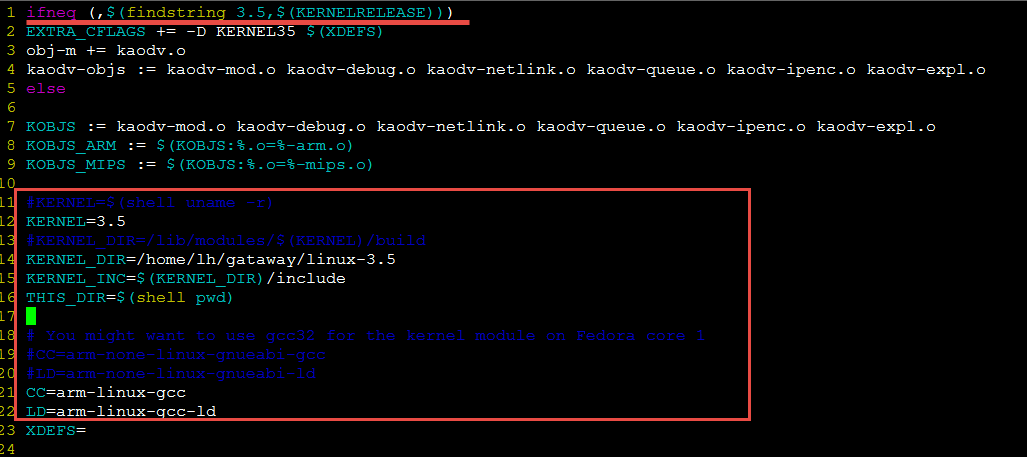 1 ifneq (,$(findstring 3.5,$(KERNELRELEASE)))
2 EXTRA_CFLAGS += -D KERNEL35 $(XDEFS)
3 obj-m += kaodv.o
4 kaodv-objs := kaodv-mod.o kaodv-debug.o kaodv-netlink.o kaodv-queue.o kaodv-ipenc.o kaodv-expl.o
5 else
6
7 KOBJS := kaodv-mod.o kaodv-debug.o kaodv-netlink.o kaodv-queue.o kaodv-ipenc.o kaodv-expl.o
8 KOBJS_ARM := $(KOBJS:%.o=%-arm.o)
9 KOBJS_MIPS := $(KOBJS:%.o=%-mips.o)
10
11 #KERNEL=$(shell uname -r)
12 KERNEL=3.5
13 #KERNEL_DIR=/lib/modules/$(KERNEL)/build
14 KERNEL_DIR=/home/lh/gataway/linux-3.5
15 KERNEL_INC=$(KERNEL_DIR)/include
16 THIS_DIR=$(shell pwd)
17
18 # You might want to use gcc32 for the kernel module on Fedora core 1
19 #CC=arm-none-linux-gnueabi-gcc
20 #LD=arm-none-linux-gnueabi-ld
21 CC=arm-linux-gcc
22 LD=arm-linux-gcc-ld
23 XDEFS=
24